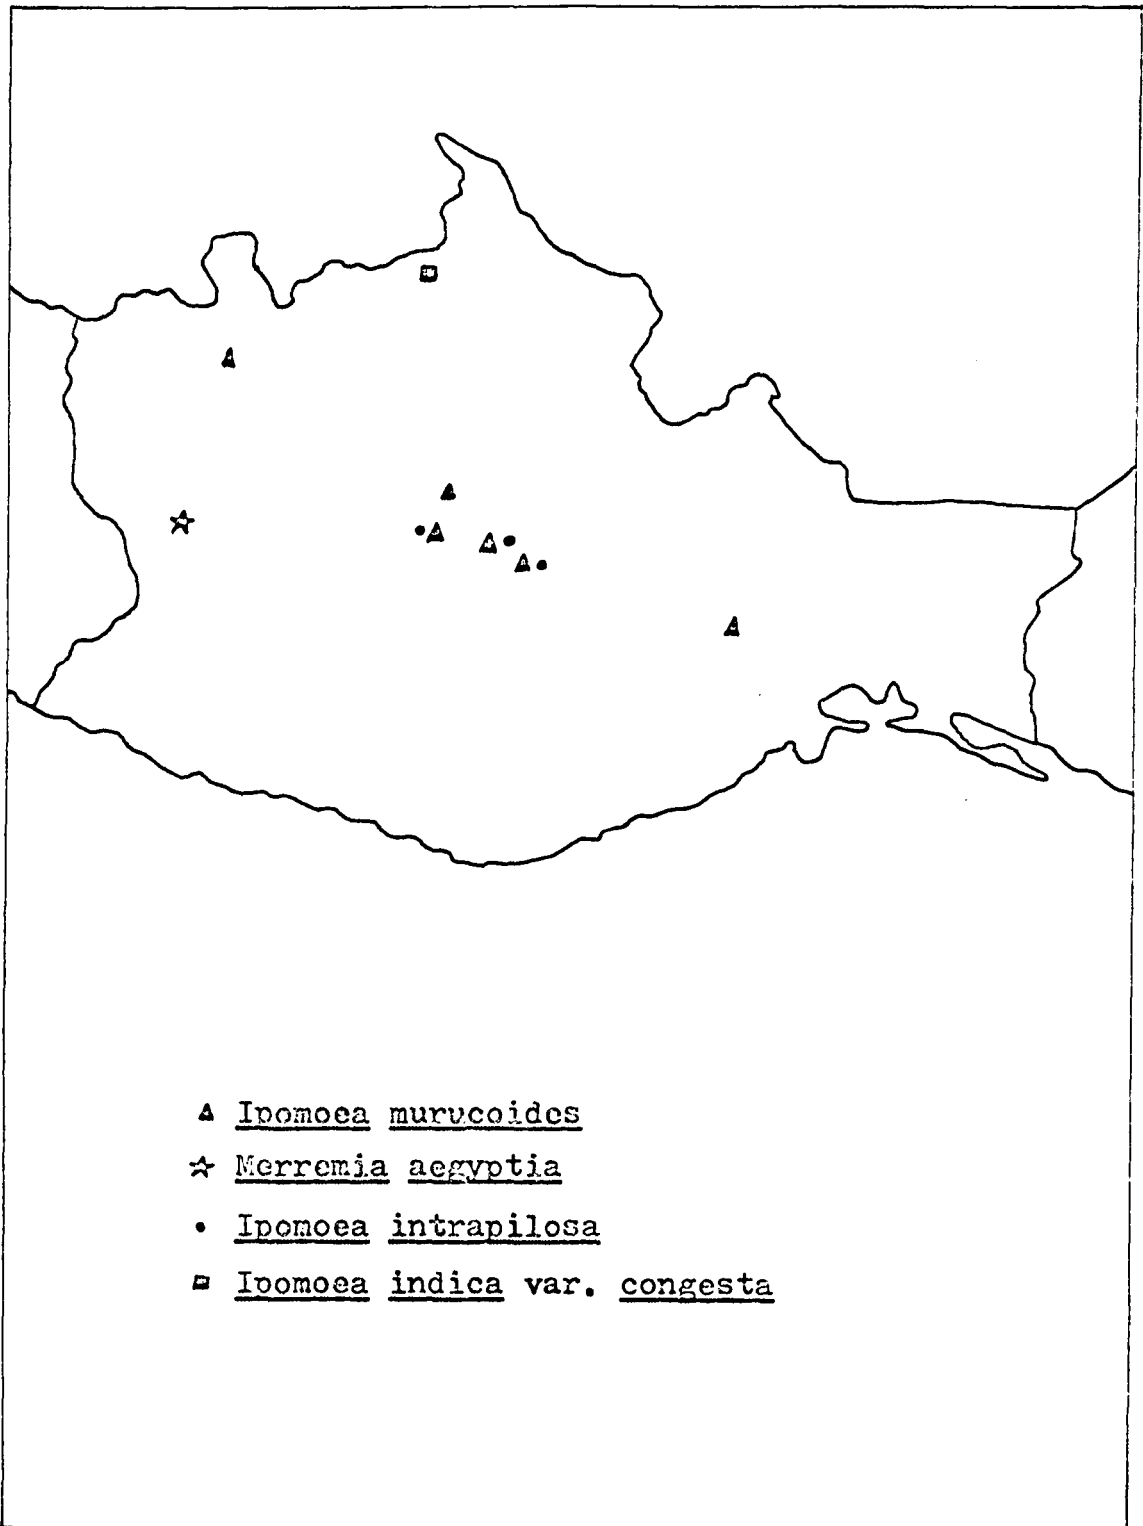 Ipomoea murucoides
Merremia aegyptia
Ipomoea intrapilosa
Ipomoea indica var. congesta